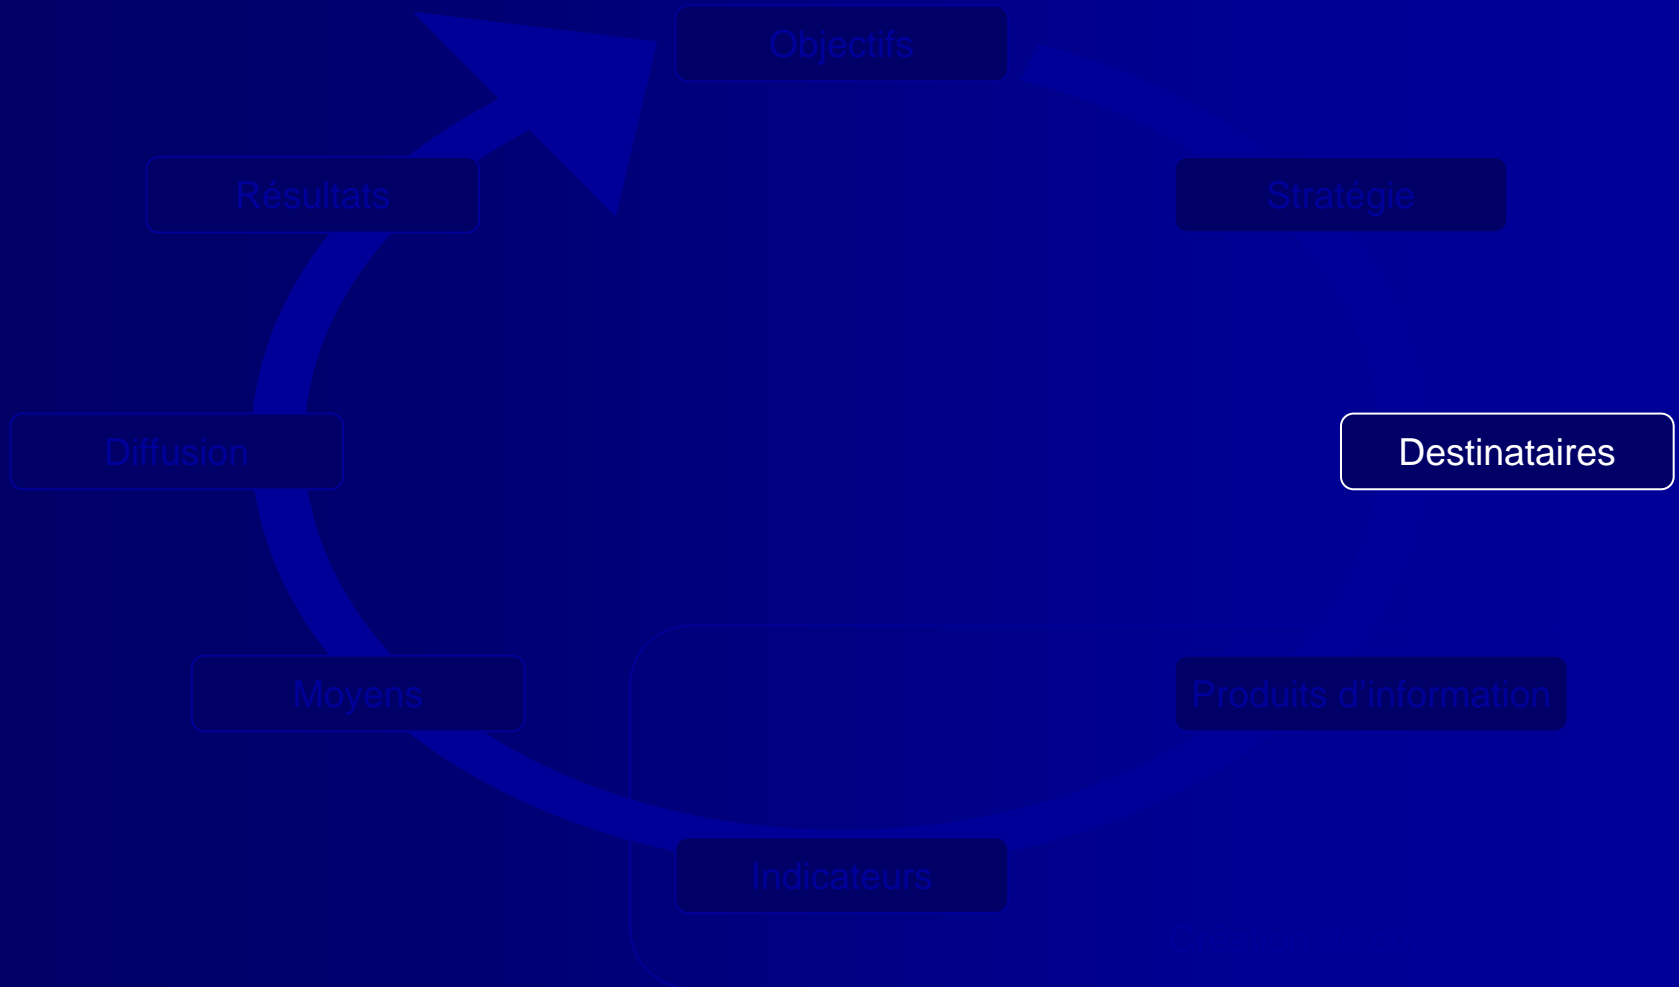 Objectifs
Résultats
Stratégie
Diffusion
Destinataires
Moyens
Produits d'information
Indicateurs